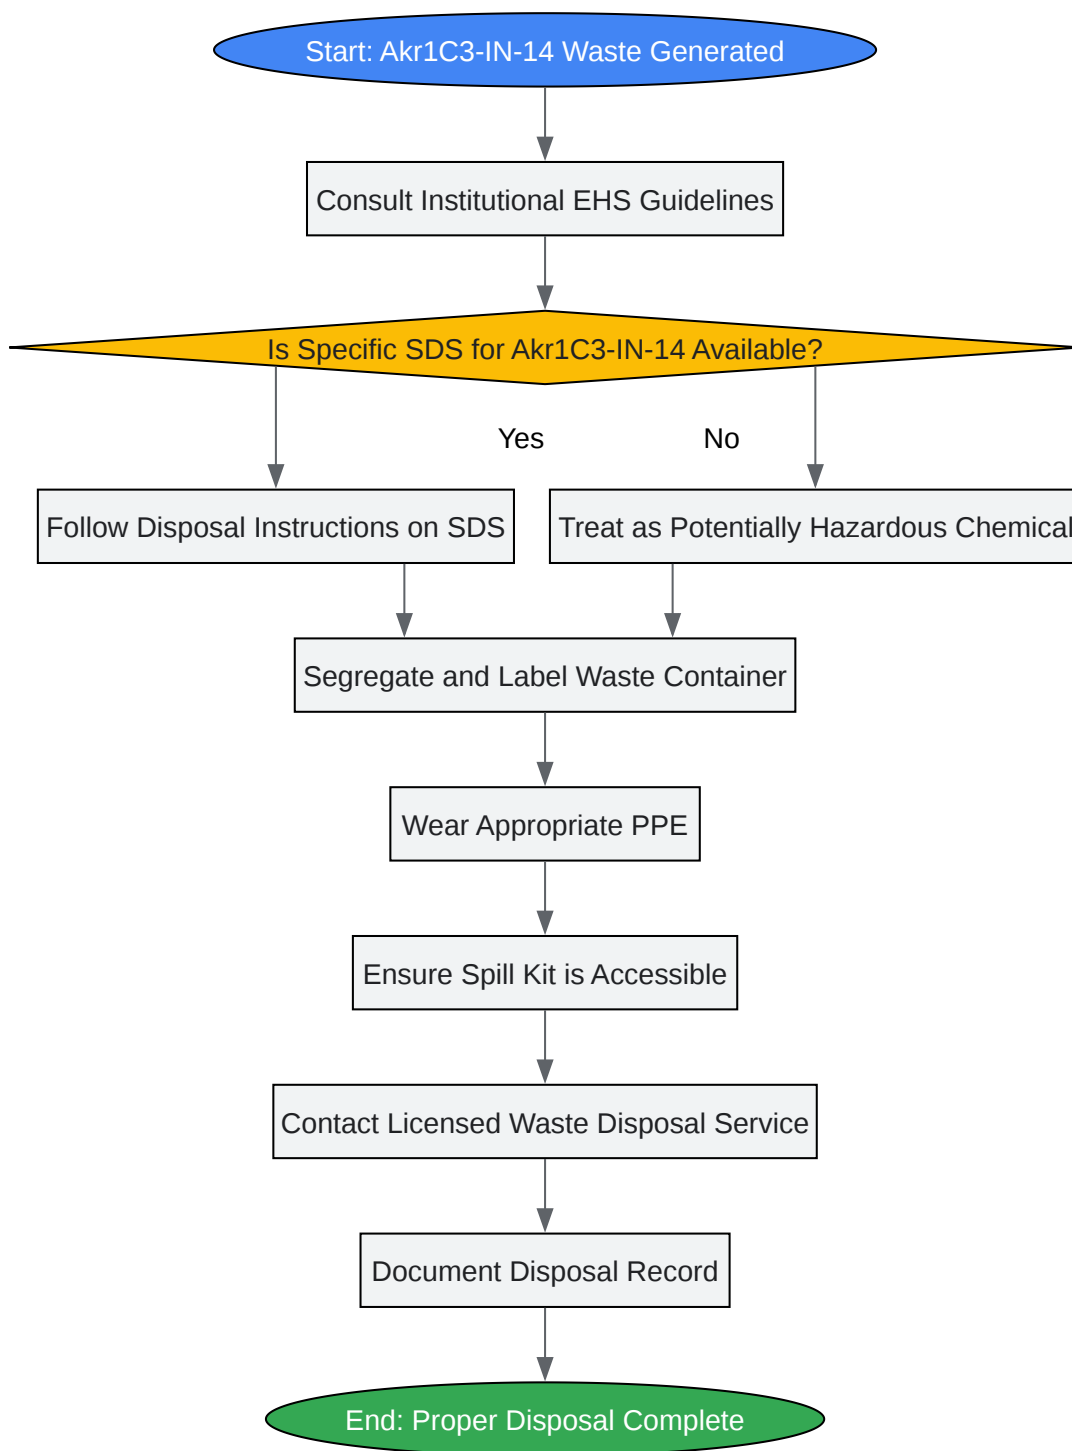 Start: Akr1C3-IN-14 Waste Generated
Consult Institutional EHS Guidelines
Is Specific SDS for Akr1C3-IN-14 Available?
Yes
No
Follow Disposal Instructions on SDS
Treat as Potentially Hazardous Chemical
Segregate and Label Waste Container
Wear Appropriate PPE
Ensure Spill Kit is Accessible
Contact Licensed Waste Disposal Service
Document Disposal Record
End: Proper Disposal Complete